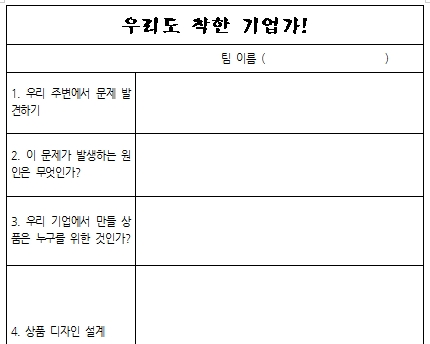 우리도 착한 기업가!
팀 이름 (                    )
1. 우리 주변에서 문제 발
견하기
2. 이 문제가 발생하는 원
인은 무엇인가?
3. 우리 기업에서 만들 상
품은 누구를 위한 것인가?
4. 상품 디자인 설계